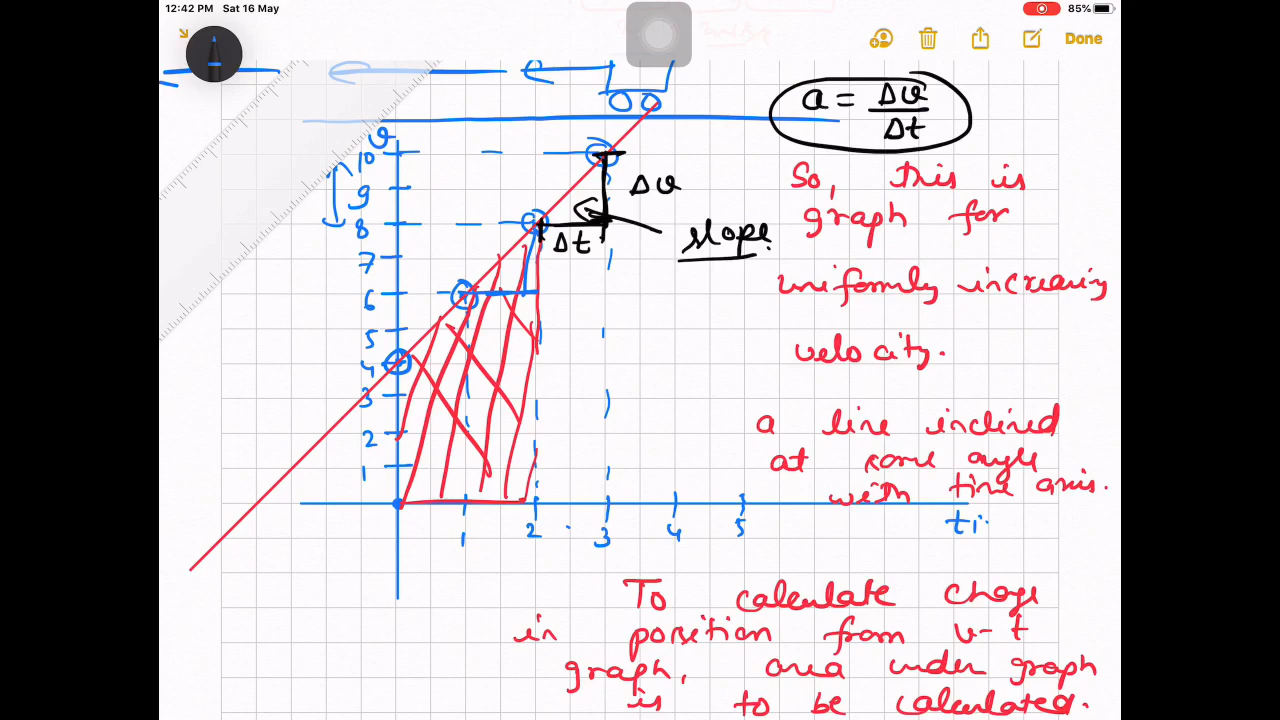 12:42 PM Sat 16 May
85%
Done
a = Δv
Δt
v
10
9
8
7
6
5
4
3
2
1
Δv
Δt
slope.
So, this is
graph for
uniformly increasing
velocity.
a line inclined
at some angle
with time axis.
1 2 3 4 5
To calculate change
in position from v-t
graph, area under graph
is to be calculated.